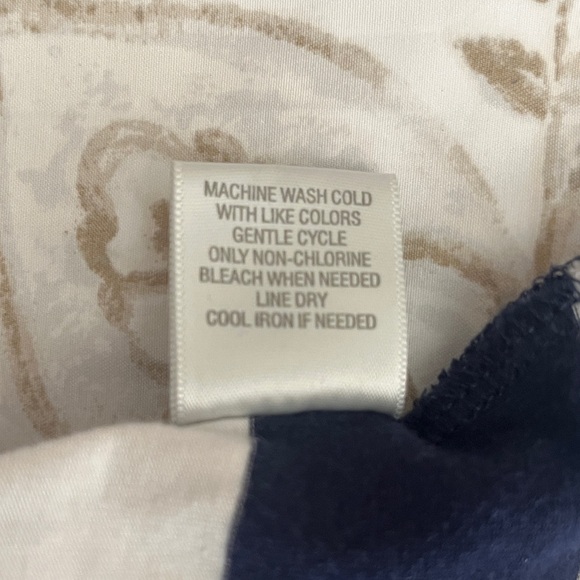 MACHINE WASH COLD
WITH LIKE COLORS
GENTLE CYCLE
ONLY NON-CHLORINE
BLEACH WHEN NEEDED
LINE DRY
COOL IRON IF NEEDED